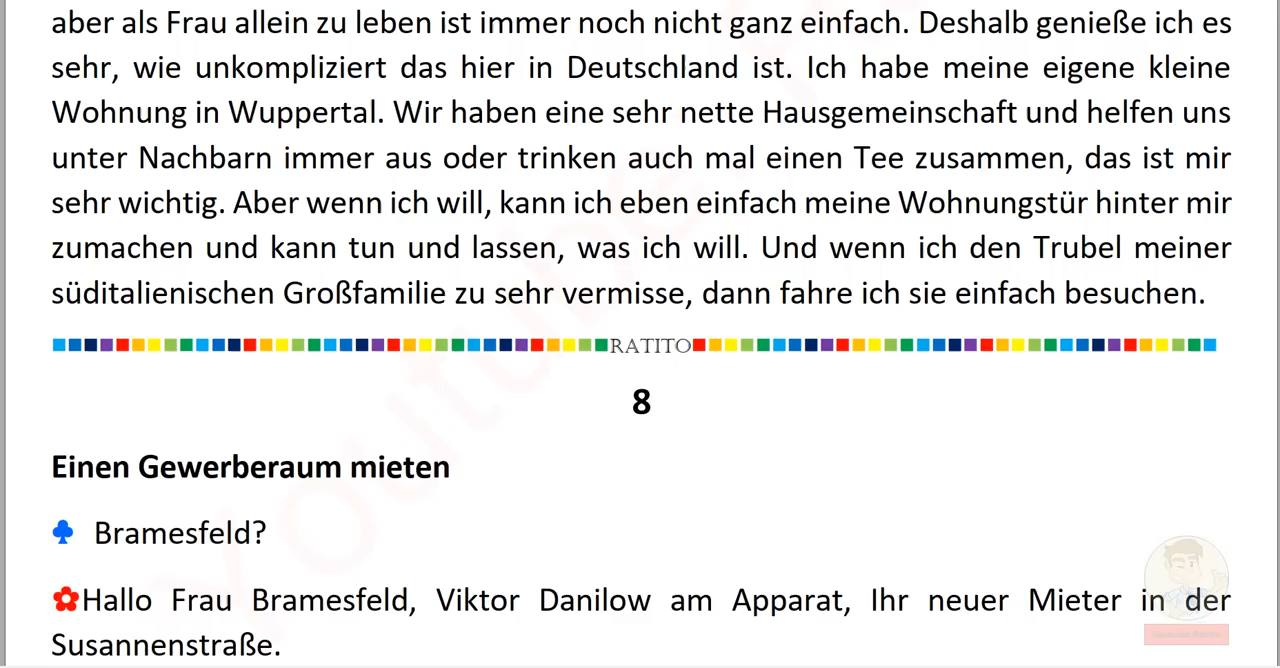 aber als Frau allein zu leben ist immer noch nicht ganz einfach. Deshalb genieße ich es
sehr, wie unkompliziert das hier in Deutschland ist. Ich habe meine eigene kleine
Wohnung in Wuppertal. Wir haben eine sehr nette Hausgemeinschaft und helfen uns
unter Nachbarn immer aus oder trinken auch mal einen Tee zusammen, das ist mir
sehr wichtig. Aber wenn ich will, kann ich eben einfach meine Wohnungstür hinter mir
zumachen und kann tun und lassen, was ich will. Und wenn ich den Trubel meiner
süditalienischen Großfamilie zu sehr vermisse, dann fahre ich sie einfach besuchen.
RATITO
8
Einen Gewerberaum mieten
Bramesfeld?
Hallo Frau Bramesfeld, Viktor Danilow am Apparat, Ihr neuer Mieter in der
Susannenstraße.